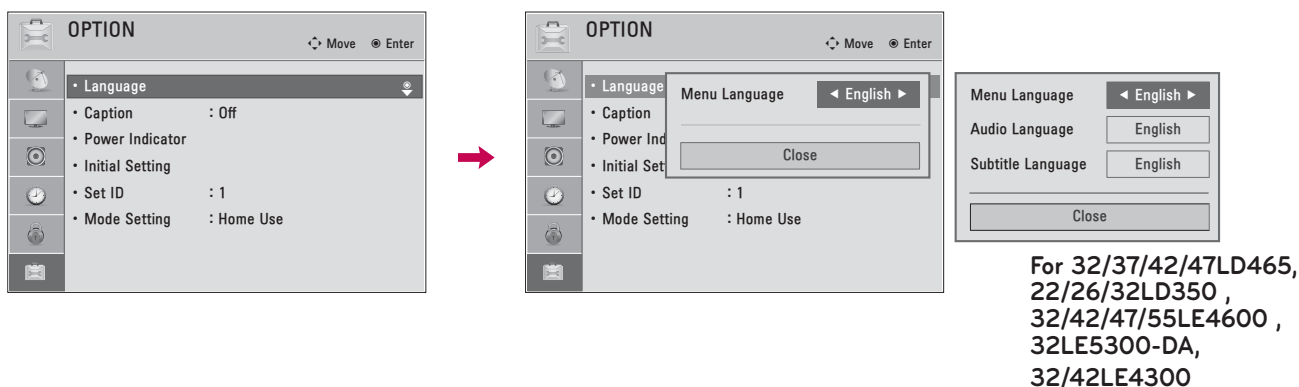 OPTION
Move Enter
• Language
• Caption : Off
• Power Indicator
• Initial Setting
• Set ID : 1
• Mode Setting : Home Use
OPTION
Move Enter
• Language
• Caption
• Power Ind
• Initial Set
• Set ID : 1
• Mode Setting : Home Use
Menu Language ◄ English ►
Close
Menu Language ◄ English ►
Audio Language English
Subtitle Language English
Close
For 32/37/42/47LD465,
22/26/32LD350 ,
32/42/47/55LE4600 ,
32LE5300-DA,
32/42LE4300